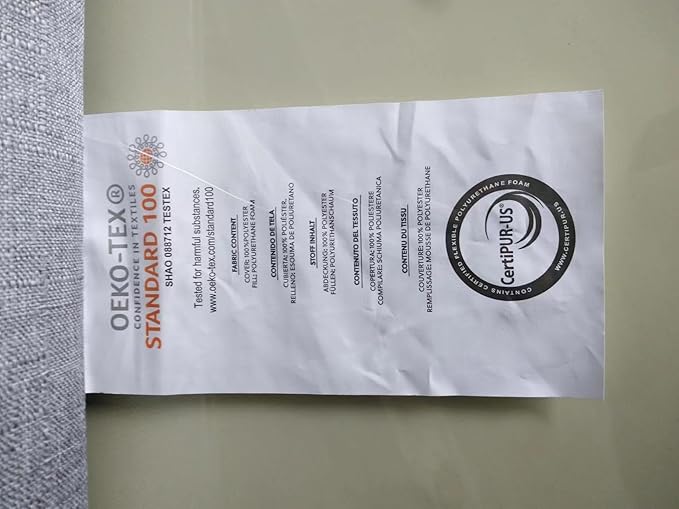 OEKO-TEX®
CONFIDENCE IN TEXTILES
STANDARD 100
SHAO 088712 TESTEX
Tested for harmful substances.
www.oeko-tex.com/standard100
FABRIC CONTENT
COVER: 100%POLYESTER
FILL: POLYURETHANE FOAM
CONTENIDO DE TELA
CUBIERTA: 100% POLIÉSTER,
RELLENO: ESPUMA DE POLIURETANO
STOFF INHALT
ABDECKUNG: 100% POLYESTER
FÜLLEN: POLYURETHANSCHAUM
CONTENUTO DEL TESSUTO
COPERTURA: 100% POLIESTERE
COMPILARE: SCHIUMA POLIURETANICA
CONTENU DU TISSU
COUVERTURE: 100% POLYESTER
REMPLISSAGE: MOUSSE DE POLYURETHANE
CONTAINS CERTIFIED FLEXIBLE POLYURETHANE FOAM
CertiPUR-US®
WWW.CERTIPUR.US